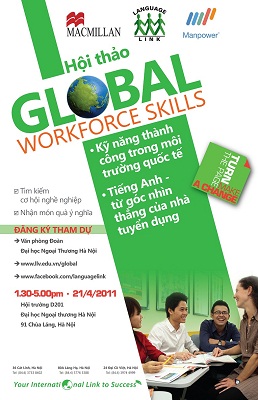 MACMILLAN
LANGUAGE
LINK
Manpower
Hội thảo
GLOBAL
WORKFORCE SKILLS
• Kỹ năng thành
công trong môi
trường quốc tế
• Tiếng Anh -
từ góc nhìn
thẳng của nhà
tuyển dụng
TURN
THE PAGE
MAKE
A CHANGE
Tìm kiếm
cơ hội nghề nghiệp
Nhận món quà ý nghĩa
ĐĂNG KÝ THAM DỰ
Văn phòng Đoàn
Đại học Ngoại Thương Hà Nội
www.llv.edu.vn/global
www.facebook.com/languagelink
1.30-5.00pm • 21/4/2011
Hội trường D201
Đại học Ngoại thương Hà Nội
91 Chùa Láng, Hà Nội
Your International Link to Success